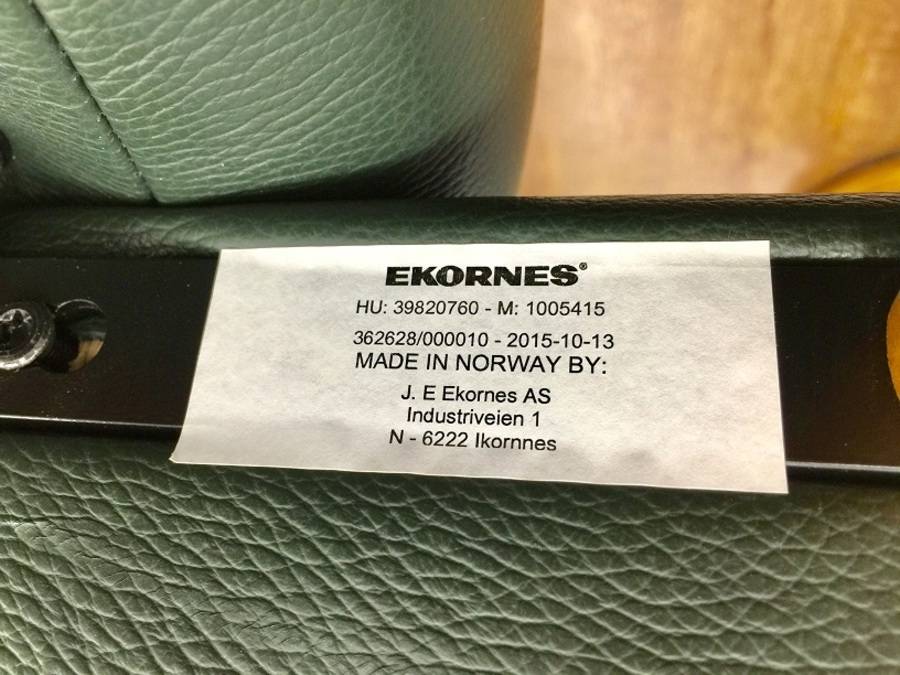 EKORNES®
HU: 39820760 - M: 1005415
362628/000010 - 2015-10-13
MADE IN NORWAY BY:
J. E Ekornes AS
Industriveien 1
N - 6222 Ikornnes